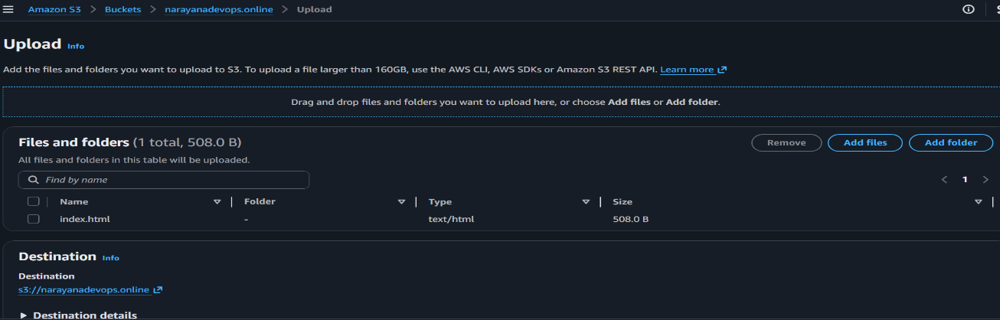 Amazon S3 > Buckets > narayanadevops.online > Upload
Upload Info
Add the files and folders you want to upload to S3. To upload a file larger than 160GB, use the AWS CLI, AWS SDKs or Amazon S3 REST API. Learn more
Drag and drop files and folders you want to upload here, or choose Add files or Add folder.
Files and folders (1 total, 508.0 B)
Remove Add files Add folder
All files and folders in this table will be uploaded.
Find by name
< 1 >
Name Folder Type Size
index.html - text/html 508.0 B
Destination Info
Destination
s3://narayanadevops.online
Destination details